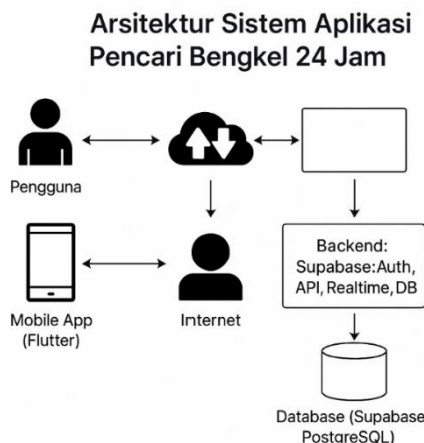 Arsitektur Sistem Aplikasi
Pencari Bengkel 24 Jam
Pengguna
Backend:
Supabase:Auth,
API, Realtime, DB
Mobile App
(Flutter)
Internet
Database (Supabase
PostgreSQL)